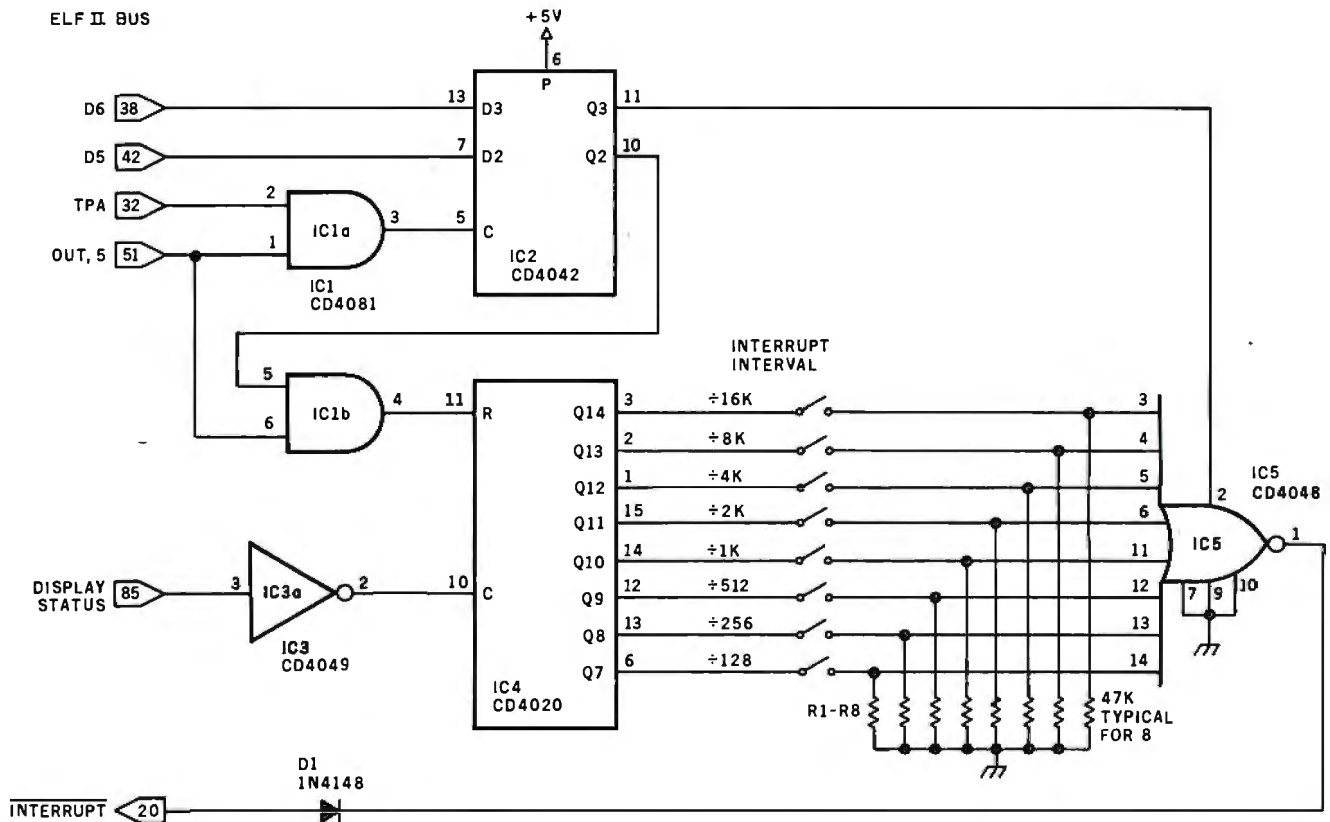 ELF II BUS
+5V
6
P
D6 38
13 D3
Q3 11
D5 42
7 D2
Q2 10
TPA 32
2
IC1a
3
5 C
OUT, 5 51
1
IC1
CD4081
IC2
CD4042
INTERRUPT
INTERVAL
5
IC1b
4
11 R
6
Q14 3 ÷16K 3
Q13 2 ÷8K 4
Q12 1 ÷4K 5
Q11 15 ÷2K 6
Q10 14 ÷1K 11
Q9 12 ÷512 12
Q8 13 ÷256 13
Q7 6 ÷128 14
2
IC5
CD4048
IC5
1
7 9 10
DISPLAY
STATUS 85
3
IC3a
2
10 C
IC3
CD4049
IC4
CD4020
R1-R8
47K
TYPICAL
FOR 8
D1
1N4148
INTERRUPT 20